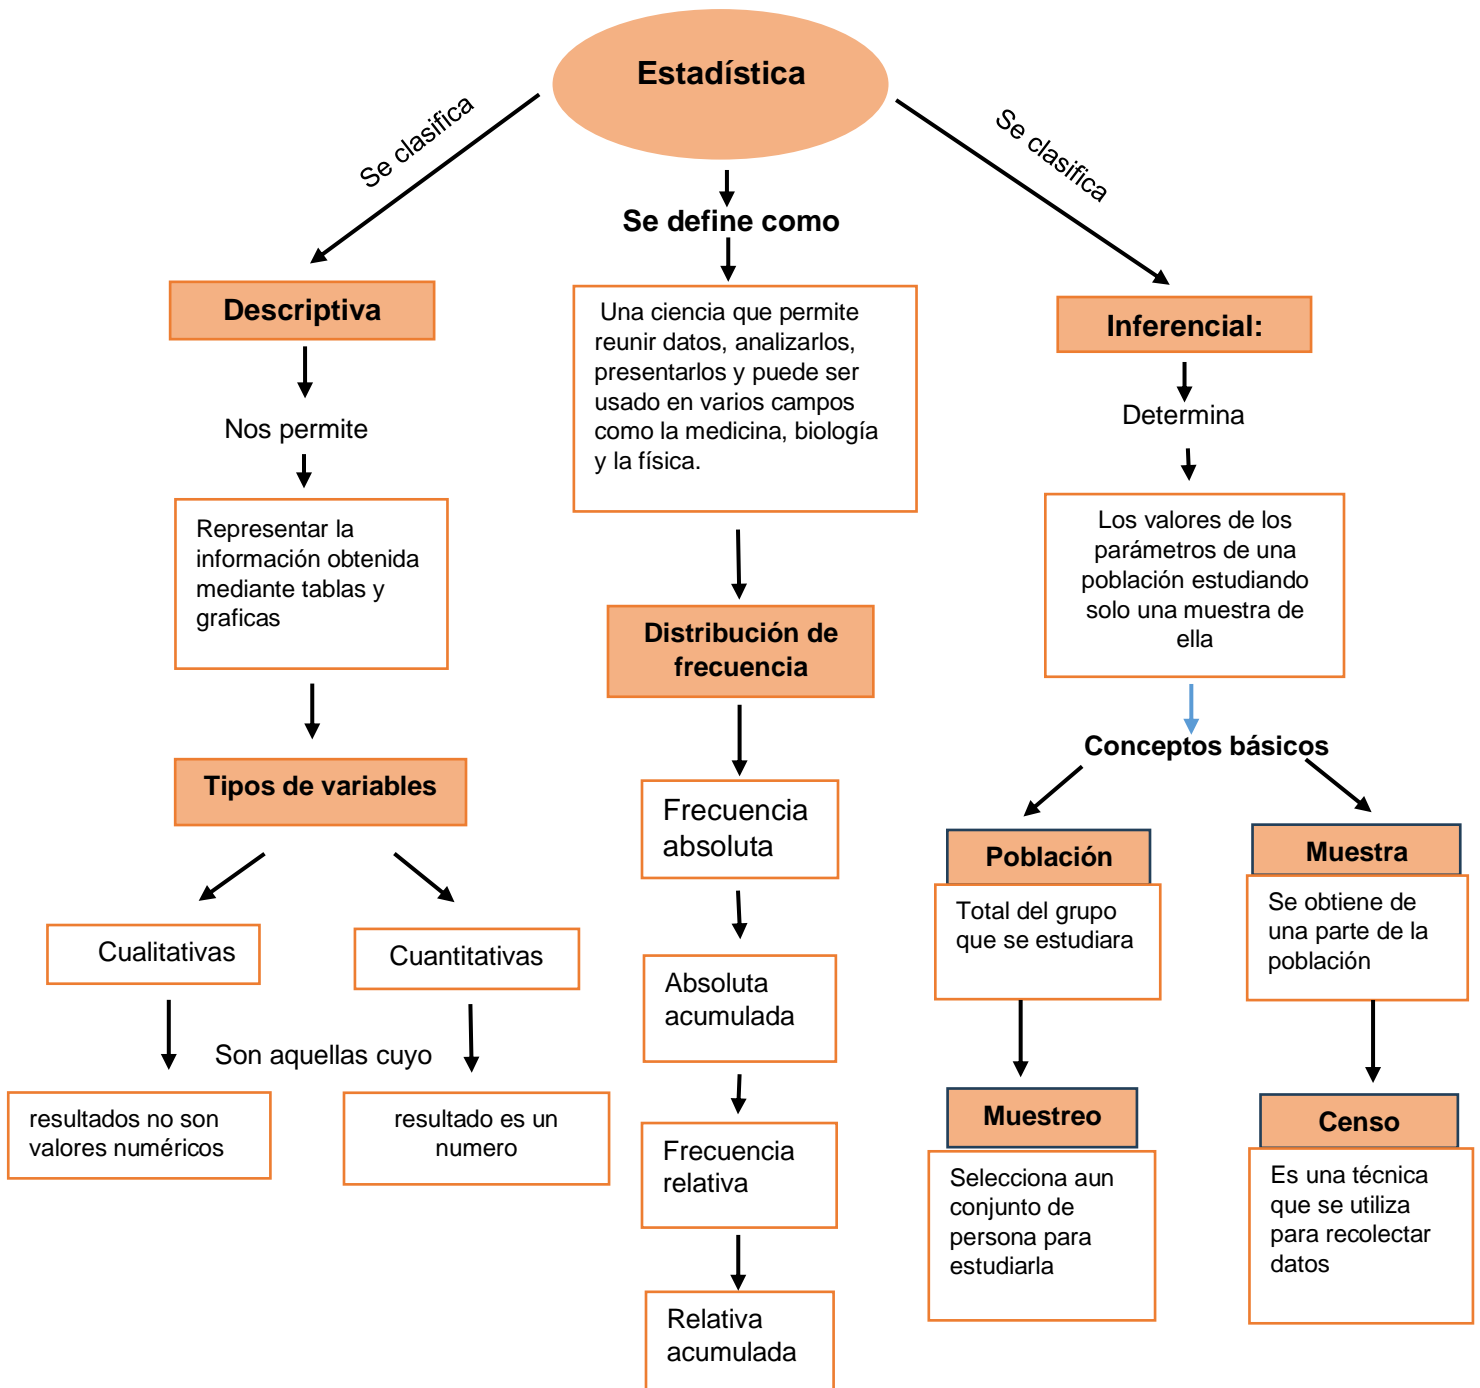 Estadística
Se clasifica
Se clasifica
Se define como
Descriptiva
Nos permite
Representar la
información obtenida
mediante tablas y
graficas
Tipos de variables
Cualitativas
Cuantitativas
Son aquellas cuyo
resultados no son
valores numéricos
resultado es un
numero
Una ciencia que permite
reunir datos, analizarlos,
presentarlos y puede ser
usado en varios campos
como la medicina, biología
y la física.
Distribución de
frecuencia
Frecuencia
absoluta
Absoluta
acumulada
Frecuencia
relativa
Relativa
acumulada
Inferencial:
Determina
Los valores de los
parámetros de una
población estudiando
solo una muestra de
ella
Conceptos básicos
Población
Total del grupo
que se estudiara
Muestreo
Selecciona aun
conjunto de
persona para
estudiarla
Muestra
Se obtiene de
una parte de la
población
Censo
Es una técnica
que se utiliza
para recolectar
datos